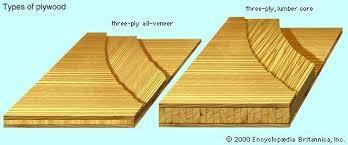 Types of plywood
three-ply all-veneer
three-ply, lumber core
© 2000 Encyclopædia Britannica, Inc.